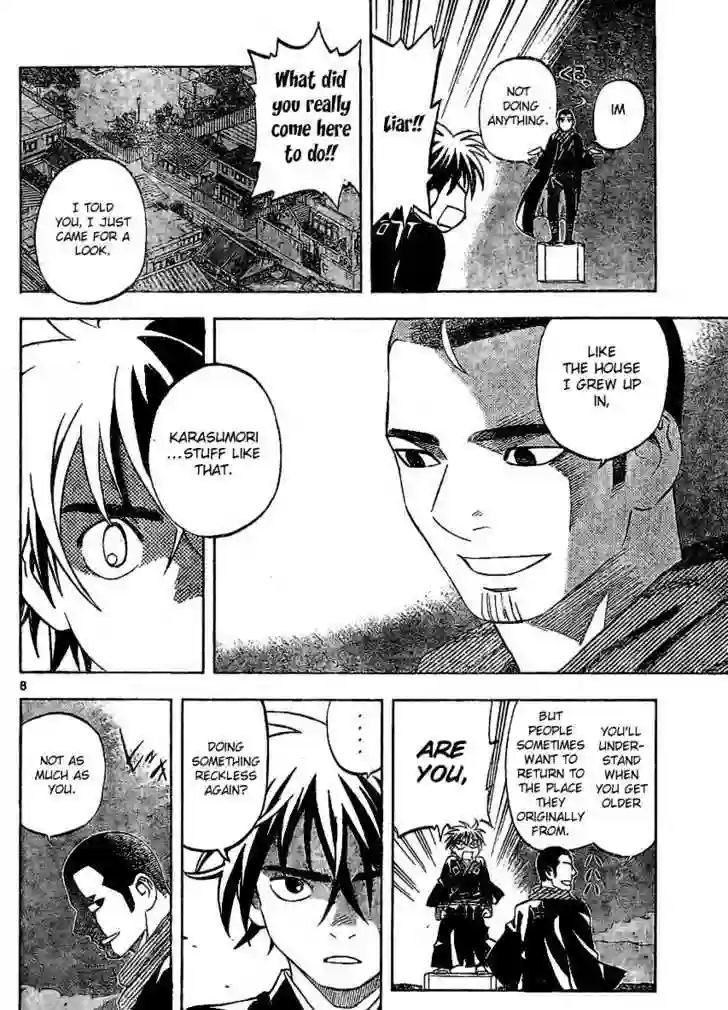 IM
NOT
DOING
ANYTHING.
liar!!
What did
you really
come here
to do!!
I TOLD
YOU, I JUST
CAME FOR A
LOOK.
LIKE
THE HOUSE
I GREW UP
IN,
KARASUMORI
...STUFF LIKE
THAT.
8
YOU'LL
UNDER-
STAND
WHEN
YOU GET
OLDER
BUT
PEOPLE
SOMETIMES
WANT TO
RETURN TO
THE PLACE
THEY
ORIGINALLY
FROM.
ARE
YOU,
....
DOING
SOMETHING
RECKLESS
AGAIN?
NOT AS
MUCH AS
YOU.